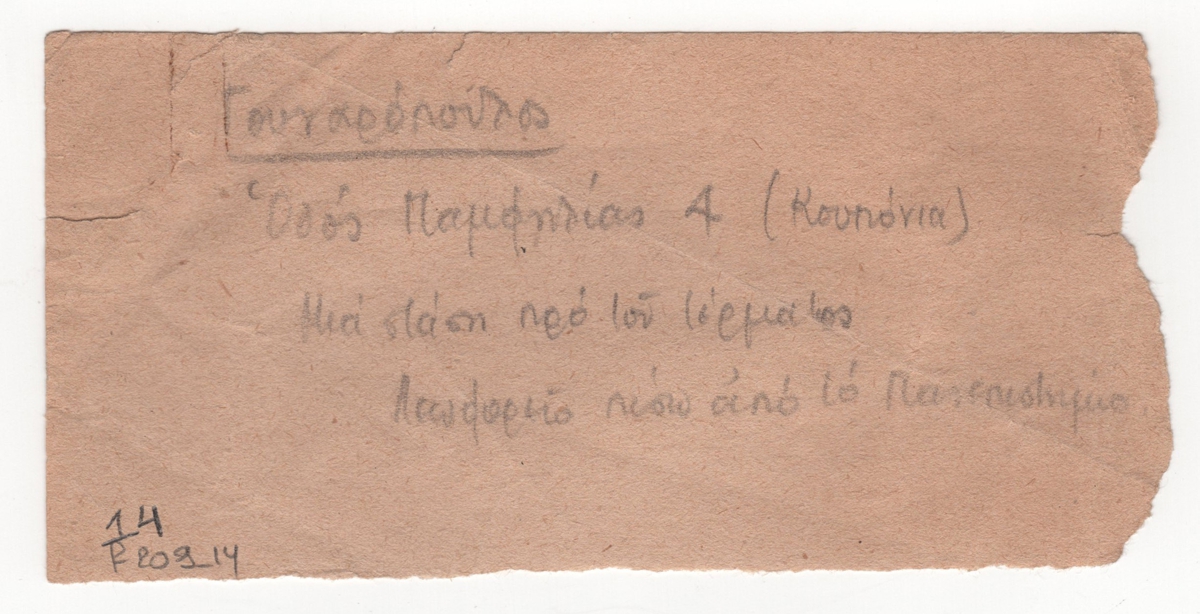 Γουναρόπουλος
Ὁδός Παμφηλίας 4 (Κουπόνια)
Μιά στάση πρό τοῦ τέρματος
Λεωφορεῖο πίσω ἀπό τό Πανεπιστήμιο
14
F209_14